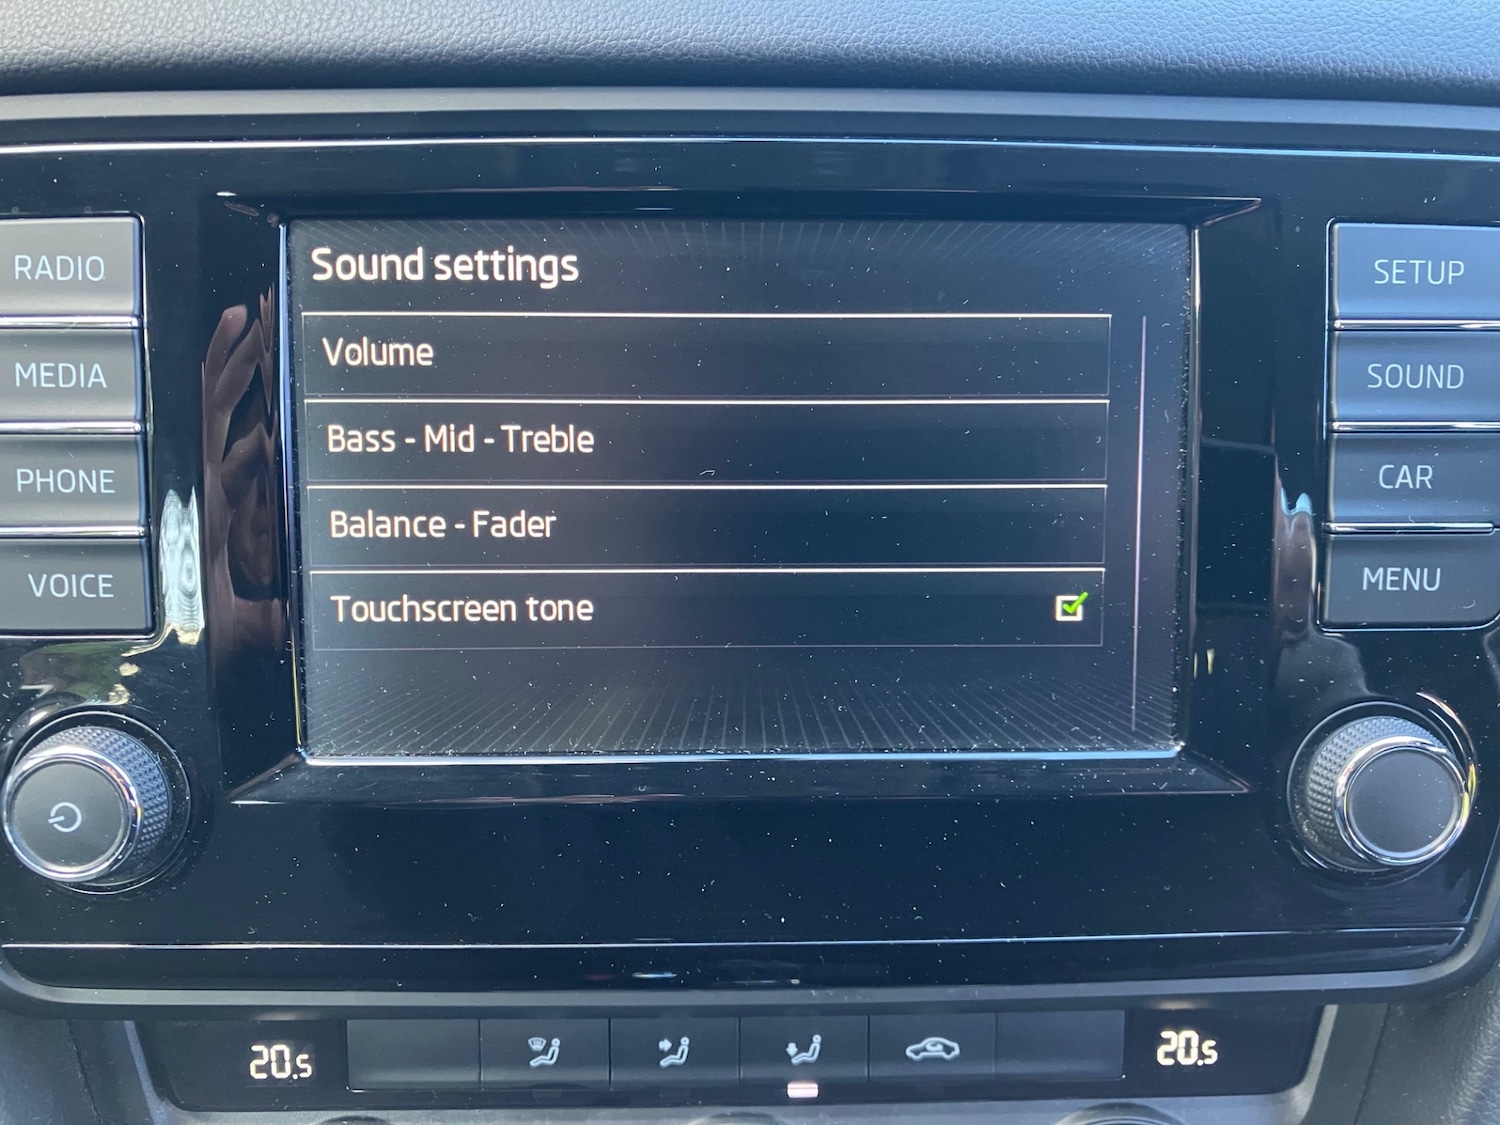 Sound settings
Volume
Bass - Mid - Treble
Balance - Fader
Touchscreen tone
RADIO
MEDIA
PHONE
VOICE
SETUP
SOUND
CAR
MENU
20.5
20.5